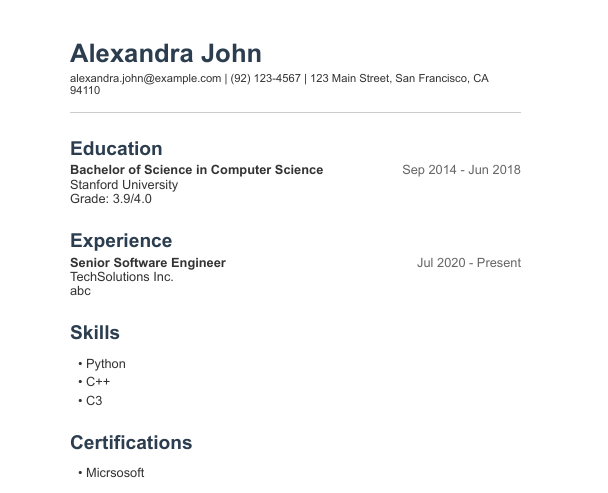 Alexandra John
alexandra.john@example.com | (92) 123-4567 | 123 Main Street, San Francisco, CA
94110
Education
Bachelor of Science in Computer Science Sep 2014 - Jun 2018
Stanford University
Grade: 3.9/4.0
Experience
Senior Software Engineer Jul 2020 - Present
TechSolutions Inc.
abc
Skills
• Python
• C++
• C3
Certifications
• Micrsosoft